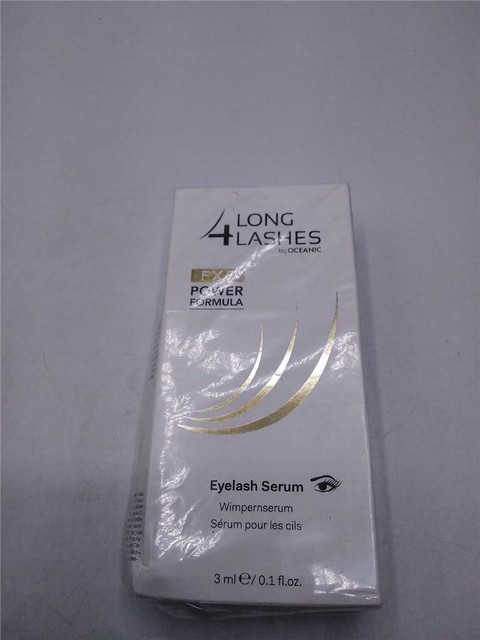 4 LONG
LASHES
by OCEANIC
POWER
FORMULA
Eyelash Serum
Wimpernserum
Sérum pour les cils
3 ml ℮/ 0.1 fl.oz.